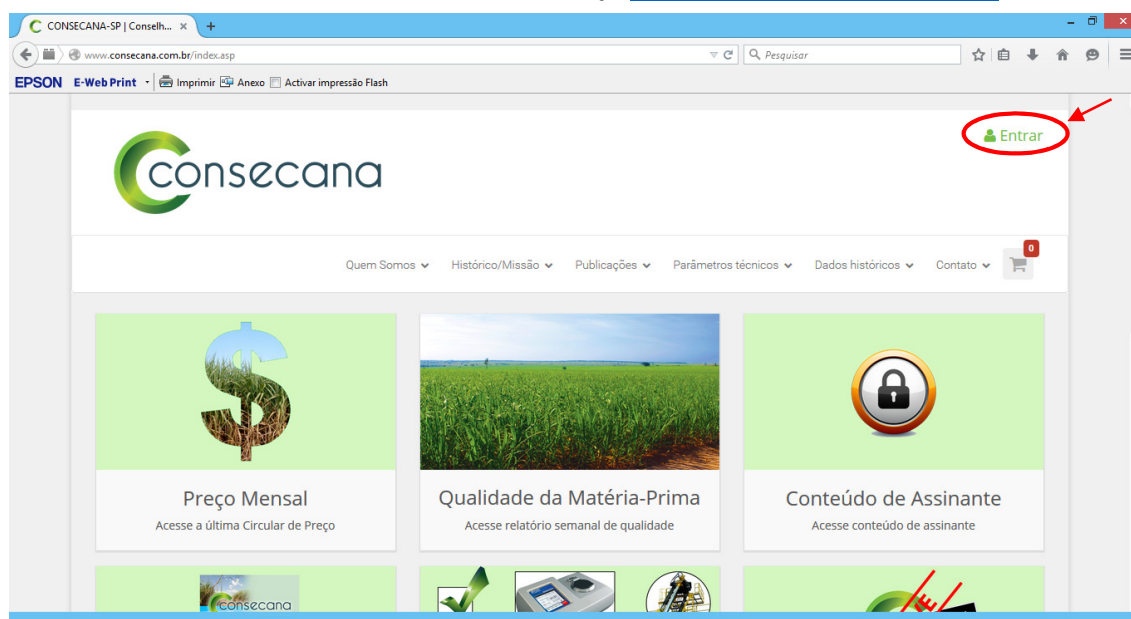 CONSECANA-SP | Conselh... × +
www.consecana.com.br/index.asp
Pesquisar
EPSON E-Web Print Imprimir Anexo Activar impressão Flash
Entrar
Consecana
0
Quem Somos Histórico/Missão Publicações Parâmetros técnicos Dados históricos Contato
$
Preço Mensal
Acesse a última Circular de Preço
Qualidade da Matéria-Prima
Acesse relatório semanal de qualidade
Conteúdo de Assinante
Acesse conteúdo de assinante
Consecana